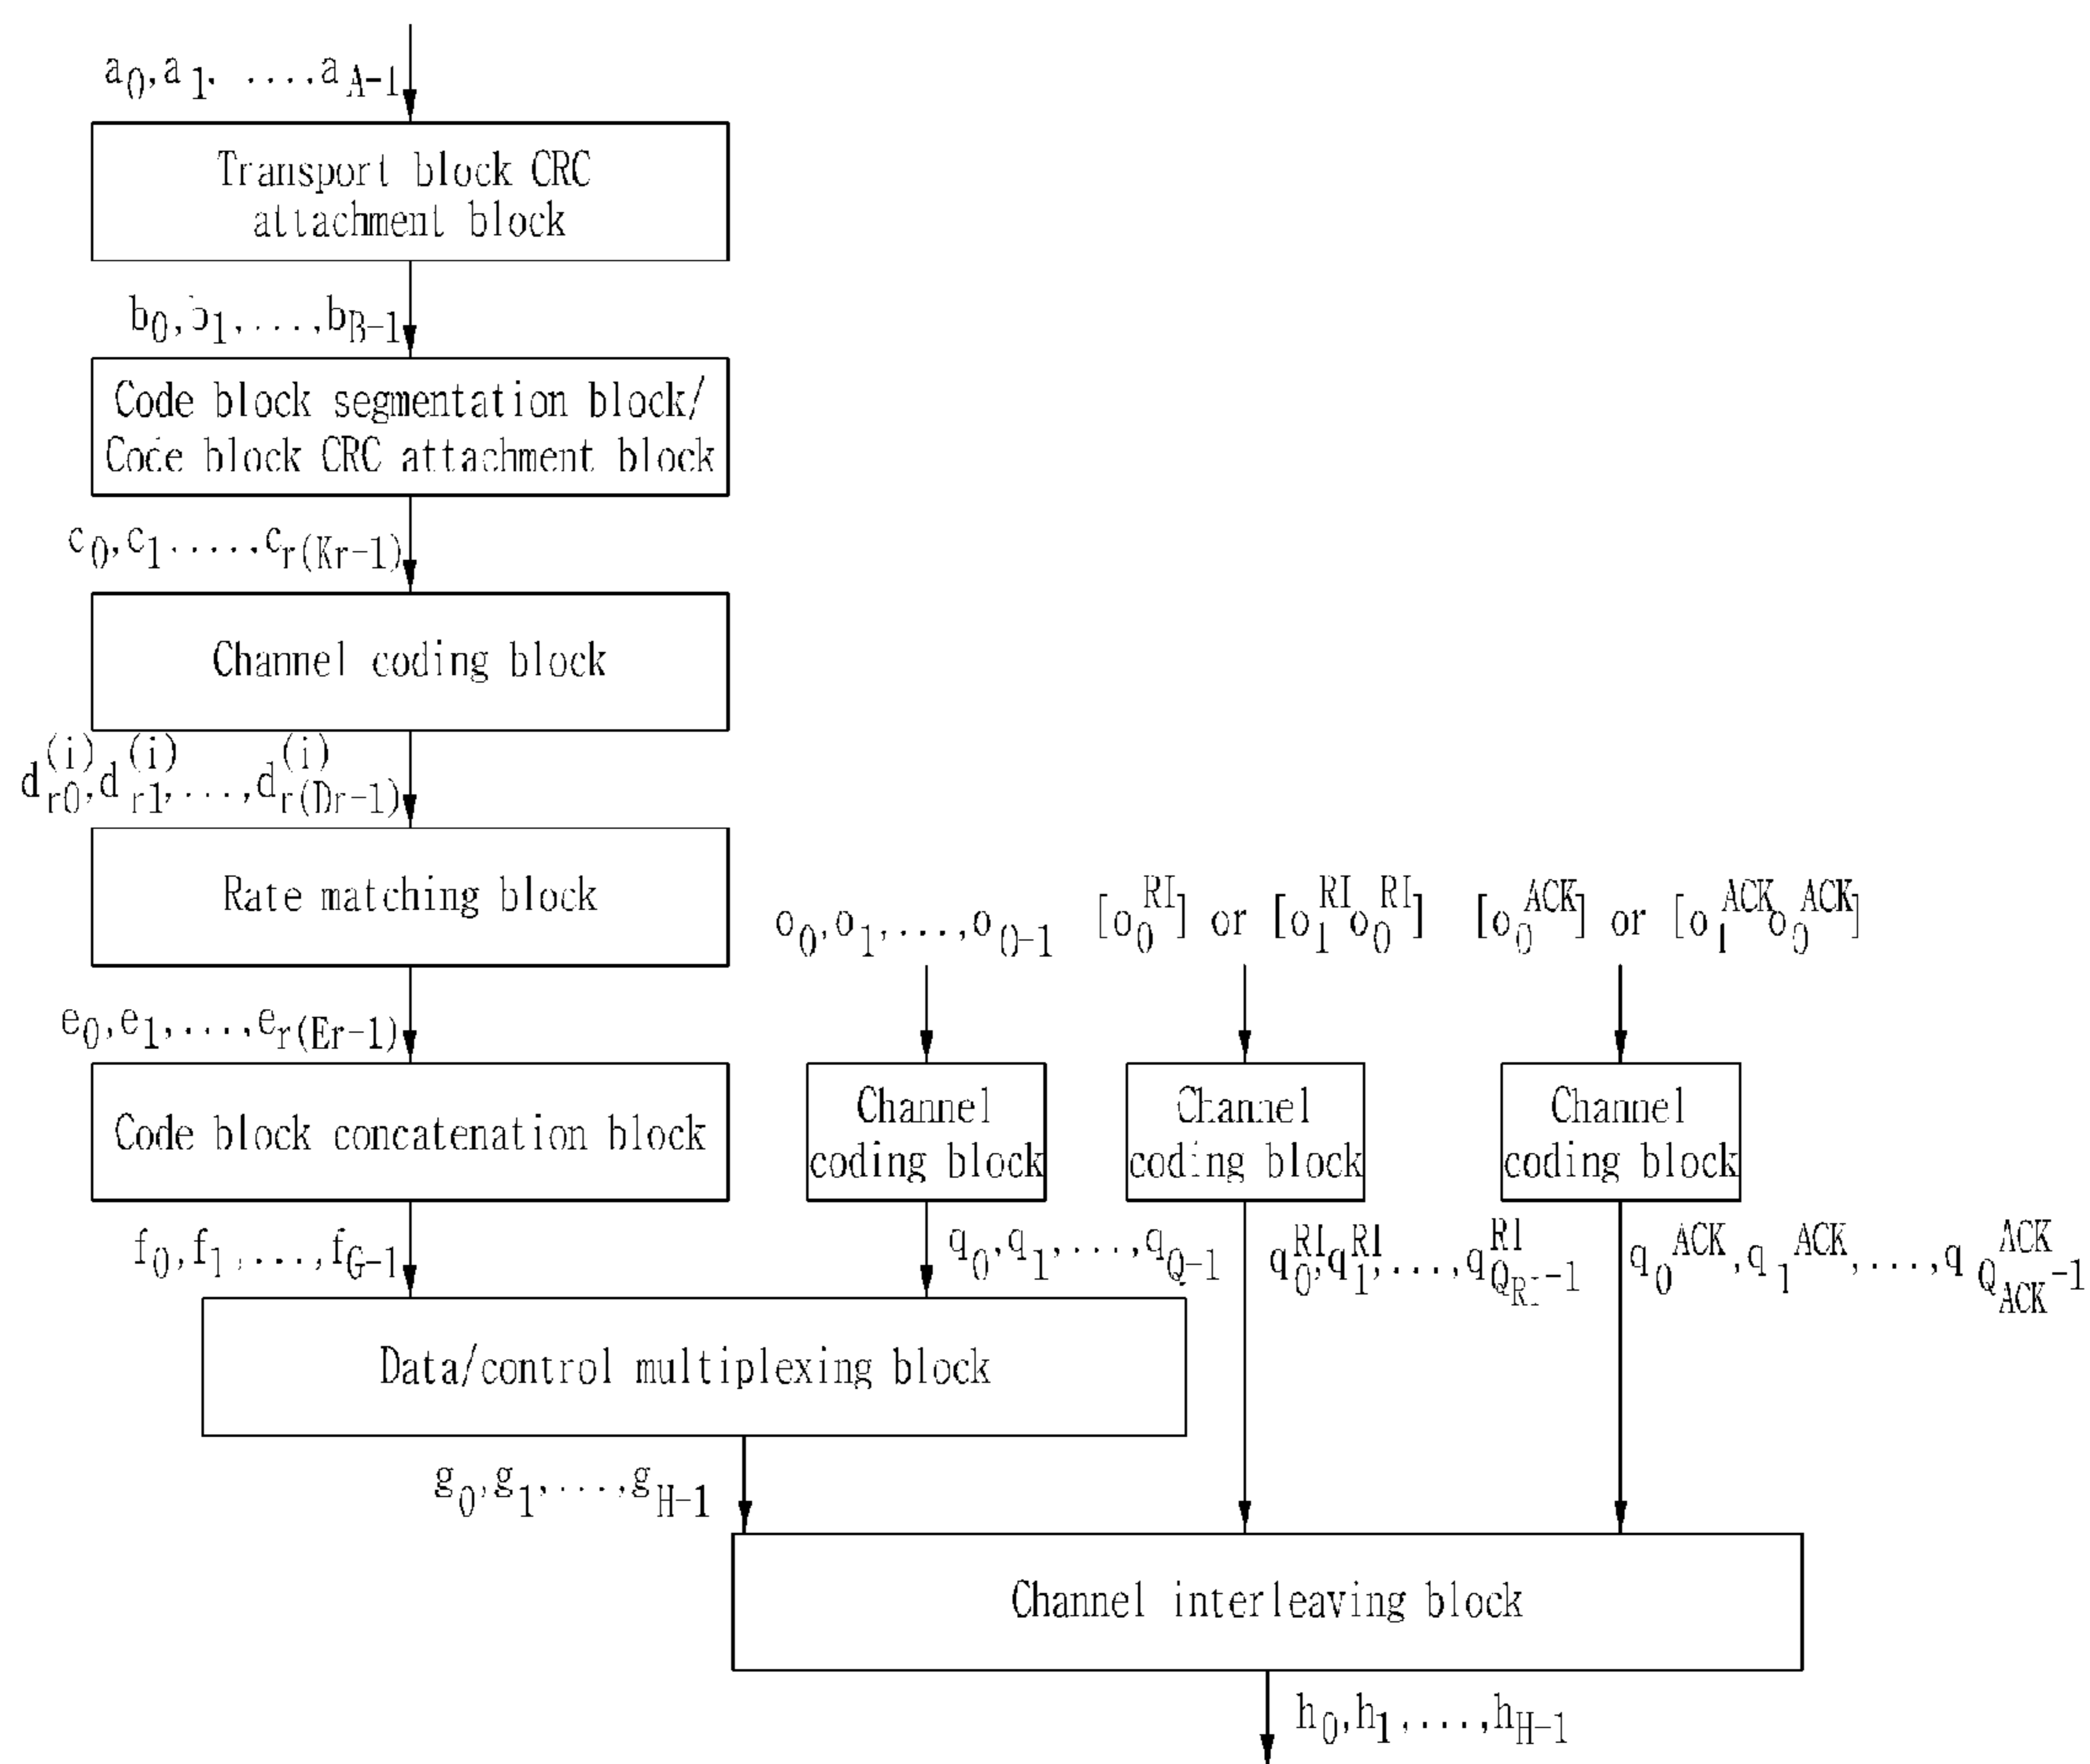 a0,a1, ....,aA-1
Transport block CRC
attachment block
b0,b1,....,bB-1
Code block segmentation block/
Code block CRC attachment block
c0,c1.....,cr(Kr-1)
Channel coding block
d(i)r0,d(i)r1,...,d(i)r(Dr-1)
Rate matching block
o0,o1,....,oO-1
[o0RI] or [o1RIo0RI]
[o0ACK] or [o1ACKo0ACK]
e0,e1,....,er(Er-1)
Code block concatenation block
Channel
coding block
Channel
coding block
Channel
coding block
f0,f1,....,fG-1
q0,q1,....,qQ-1
q0RI,q1RI,....,qRIQRI-1
q0ACK,q1ACK,....,qACKQACK-1
Data/control multiplexing block
g0,g1,....,gH-1
Channel interleaving block
h0,h1,....,hH-1